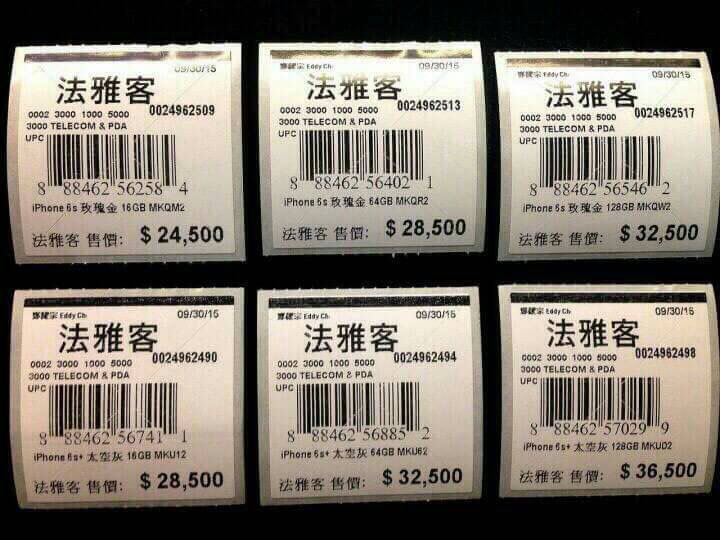 09/30/15
法雅客
0002 3000 1000 5000 0024962509
3000 TELECOM & PDA
UPC
8 88462 56258 4
iPhone 6s 玫瑰金 16GB MKQM2
法雅客 售價: $ 24,500
Eddy Ch 09/30/15
法雅客
0002 3000 1000 5000 0024962513
3000 TELECOM & PDA
UPC
8 88462 56402 1
iPhone 6s 玫瑰金 64GB MKQR2
法雅客 售價: $ 28,500
Eddy Ch 09/30/15
法雅客
0002 3000 1000 5000 0024962517
3000 TELECOM & PDA
UPC
8 88462 56546 2
iPhone 6s 玫瑰金 128GB MKQW2
法雅客 售價: $ 32,500
Eddy Ch 09/30/15
法雅客
0002 3000 1000 5000 0024962490
3000 TELECOM & PDA
UPC
8 88462 56741 1
iPhone 6s+ 太空灰 16GB MKU12
法雅客 售價: $ 28,500
Eddy Ch 09/30/15
法雅客
0002 3000 1000 5000 0024962494
3000 TELECOM & PDA
UPC
8 88462 56885 2
iPhone 6s+ 太空灰 64GB MKU62
法雅客 售價: $ 32,500
Eddy Ch 09/30/15
法雅客
0002 3000 1000 5000 0024962498
3000 TELECOM & PDA
UPC
8 88462 57029 9
iPhone 6s+ 太空灰 128GB MKUD2
法雅客 售價: $ 36,500